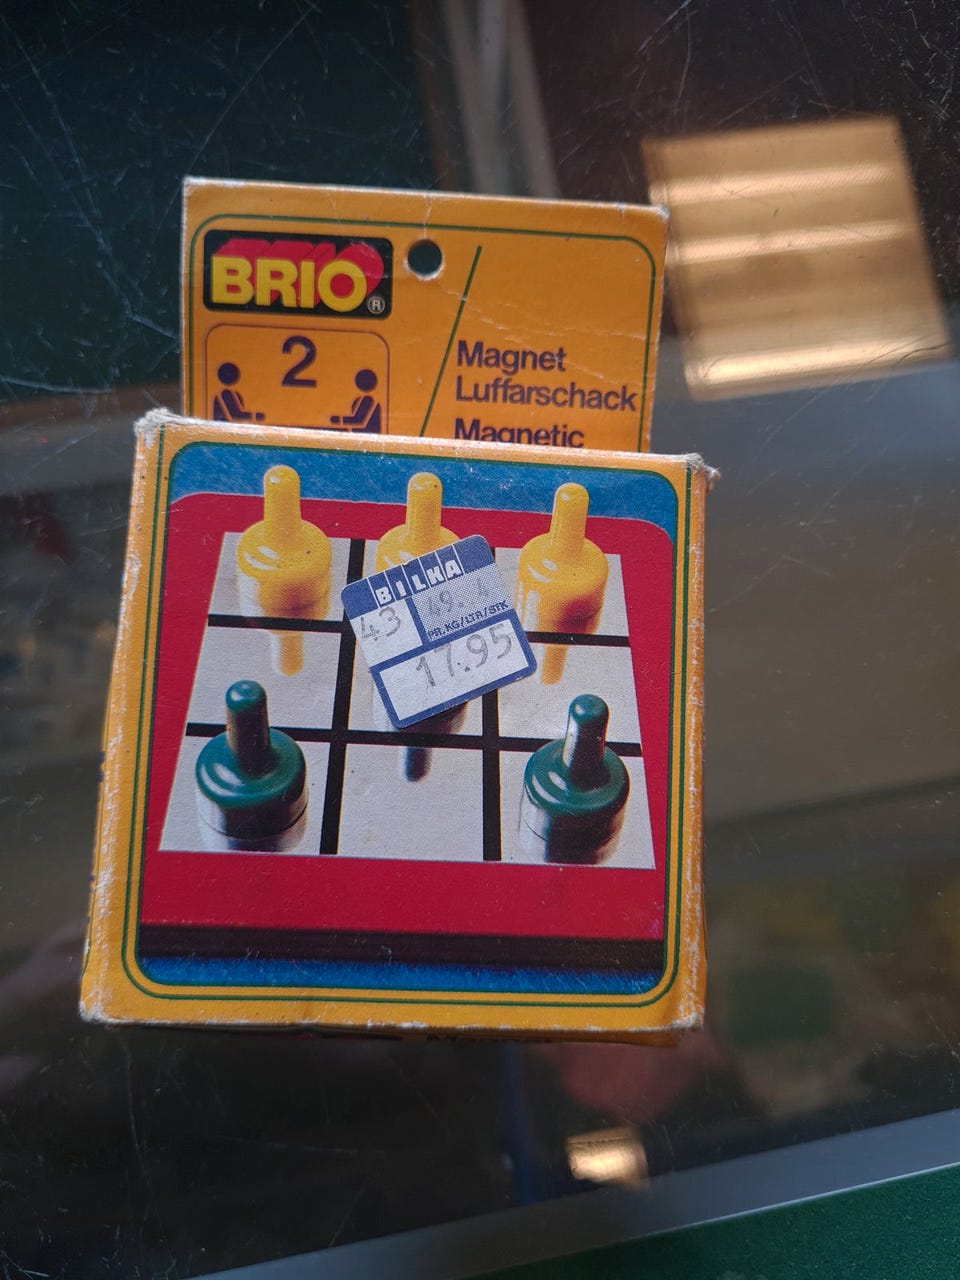 BRIO®
2
Magnet
Luffarschack
Magnetic
BILKA
43
49. 4
PR. KG/LTR/STK
17.95